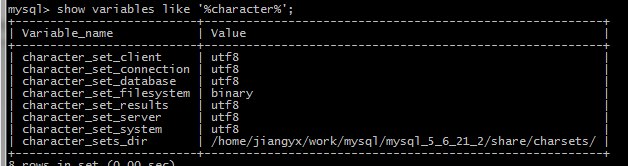 mysql> show variables like '%character%';
+--------------------------+--------------------------------------------------+
| Variable_name | Value |
+--------------------------+--------------------------------------------------+
| character_set_client | utf8 |
| character_set_connection | utf8 |
| character_set_database | utf8 |
| character_set_filesystem | binary |
| character_set_results | utf8 |
| character_set_server | utf8 |
| character_set_system | utf8 |
| character_sets_dir | /home/jiangyx/work/mysql/mysql_5_6_21_2/share/charsets/ |
+--------------------------+--------------------------------------------------+
8 rows in set (0.00 sec)